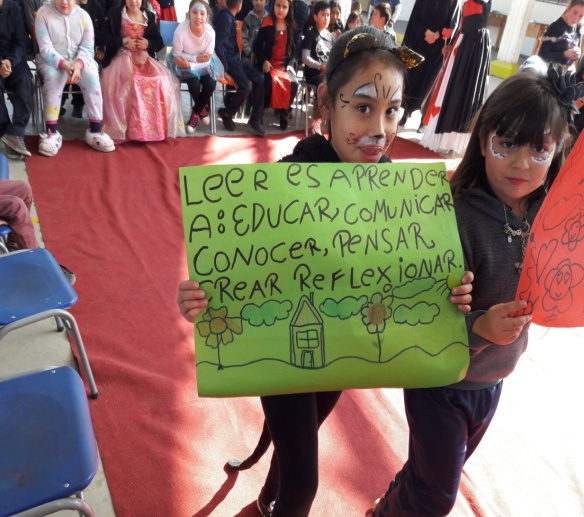 LEER ES APRENDER
A: EDUCAR, COMUNICAR
CONOCER, PENSAR,
CREAR REFLEXIONAR.